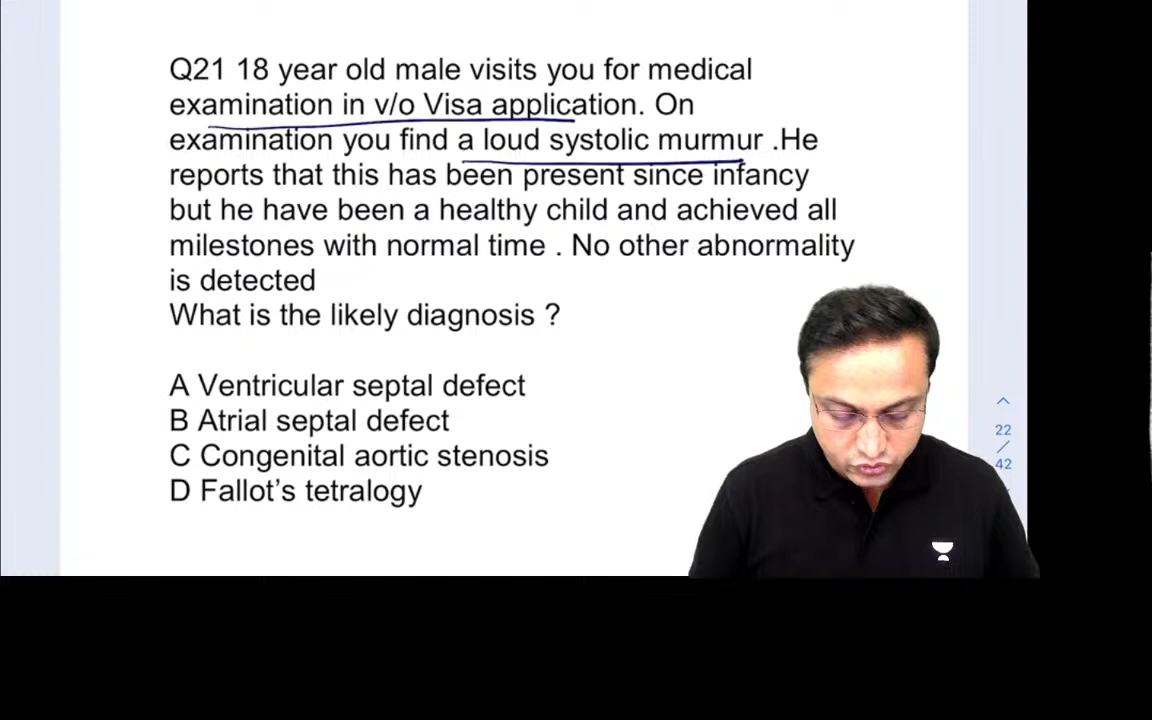 Q21 18 year old male visits you for medical
examination in v/o Visa application. On
examination you find a loud systolic murmur .He
reports that this has been present since infancy
but he have been a healthy child and achieved all
milestones with normal time . No other abnormality
is detected
What is the likely diagnosis ?
A Ventricular septal defect
B Atrial septal defect
C Congenital aortic stenosis
D Fallot’s tetralogy
22
/
42